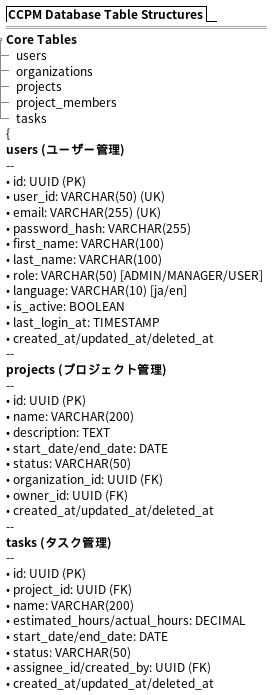 CCPM Database Table Structures
Core Tables
users
organizations
projects
project_members
tasks
{
users (ユーザー管理)
--
• id: UUID (PK)
• user_id: VARCHAR(50) (UK)
• email: VARCHAR(255) (UK)
• password_hash: VARCHAR(255)
• first_name: VARCHAR(100)
• last_name: VARCHAR(100)
• role: VARCHAR(50) [ADMIN/MANAGER/USER]
• language: VARCHAR(10) [ja/en]
• is_active: BOOLEAN
• last_login_at: TIMESTAMP
• created_at/updated_at/deleted_at
--
projects (プロジェクト管理)
--
• id: UUID (PK)
• name: VARCHAR(200)
• description: TEXT
• start_date/end_date: DATE
• status: VARCHAR(50)
• organization_id: UUID (FK)
• owner_id: UUID (FK)
• created_at/updated_at/deleted_at
--
tasks (タスク管理)
--
• id: UUID (PK)
• project_id: UUID (FK)
• name: VARCHAR(200)
• estimated_hours/actual_hours: DECIMAL
• start_date/end_date: DATE
• status: VARCHAR(50)
• assignee_id/created_by: UUID (FK)
• created_at/updated_at/deleted_at